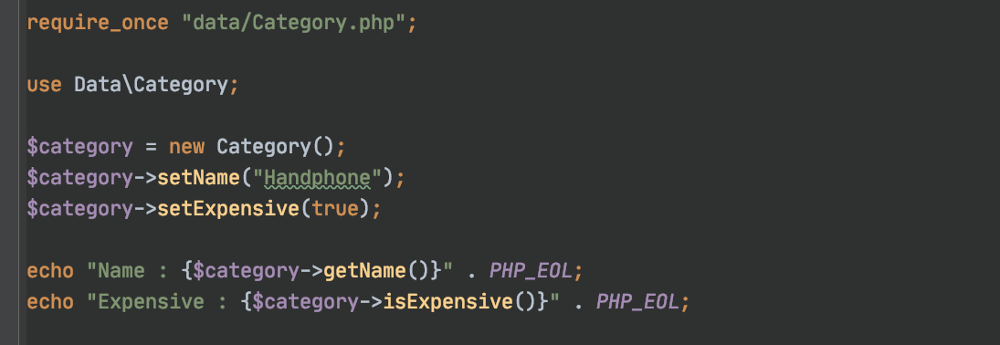 require_once "data/Category.php";
use Data\Category;
$category = new Category();
$category->setName("Handphone");
$category->setExpensive(true);
echo "Name : {$category->getName()}" . PHP_EOL;
echo "Expensive : {$category->isExpensive()}" . PHP_EOL;